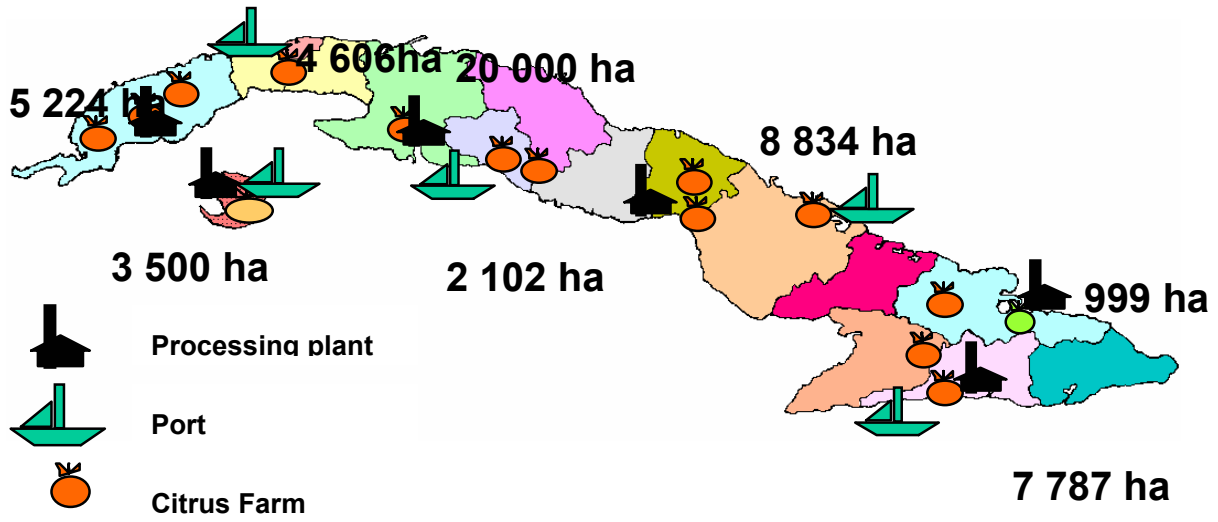 4 606ha
20 000 ha
5 224 ha
8 834 ha
3 500 ha
2 102 ha
999 ha
Processing plant
Port
Citrus Farm
7 787 ha